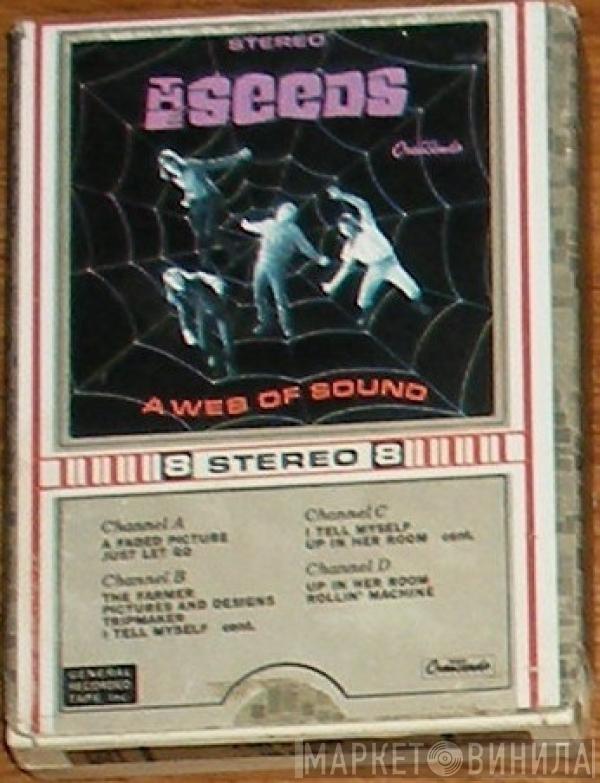 STEREO
THE SEEDS
Crescendo
A WEB OF SOUND
8 STEREO 8
Channel A
A FADED PICTURE
JUST LET GO
Channel B
THE FARMER
PICTURES AND DESIGNS
TRIPMAKER
I TELL MYSELF cont.
Channel C
I TELL MYSELF
UP IN HER ROOM cont.
Channel D
UP IN HER ROOM
ROLLIN' MACHINE
GENERAL
RECORDED
TAPE, INC.
Crescendo
МАРКЕТ ВИНИЛА